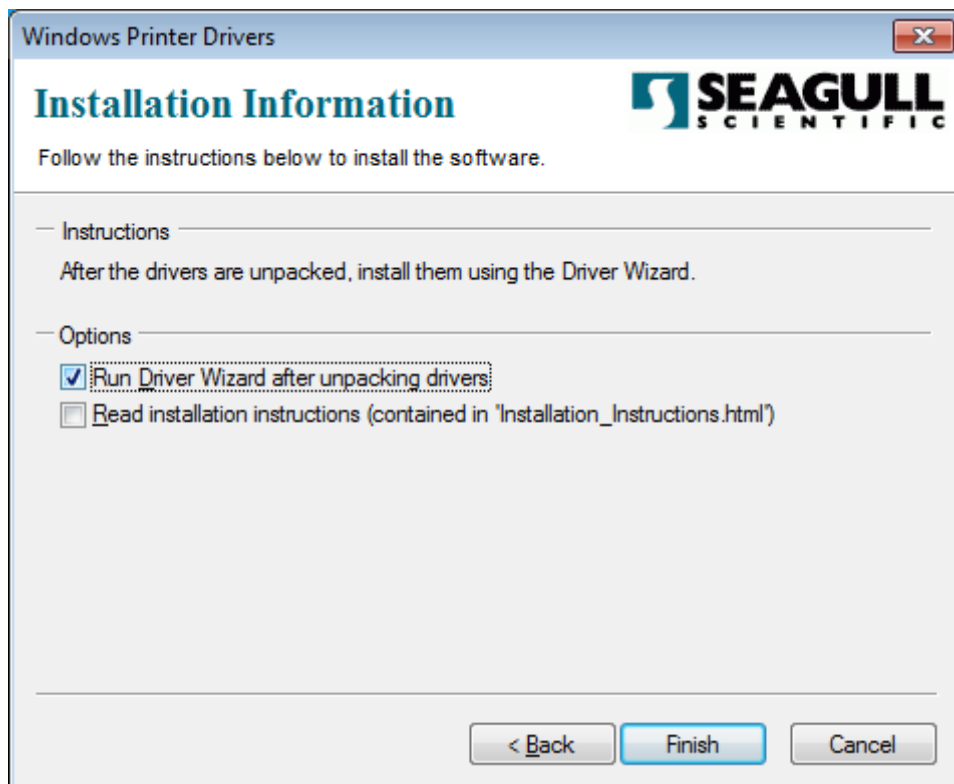 Windows Printer Drivers
Installation Information
SEAGULL
SCIENTIFIC
Follow the instructions below to install the software.
Instructions
After the drivers are unpacked, install them using the Driver Wizard.
Options
Run Driver Wizard after unpacking drivers
Read installation instructions (contained in 'Installation_Instructions.html')
< Back
Finish
Cancel